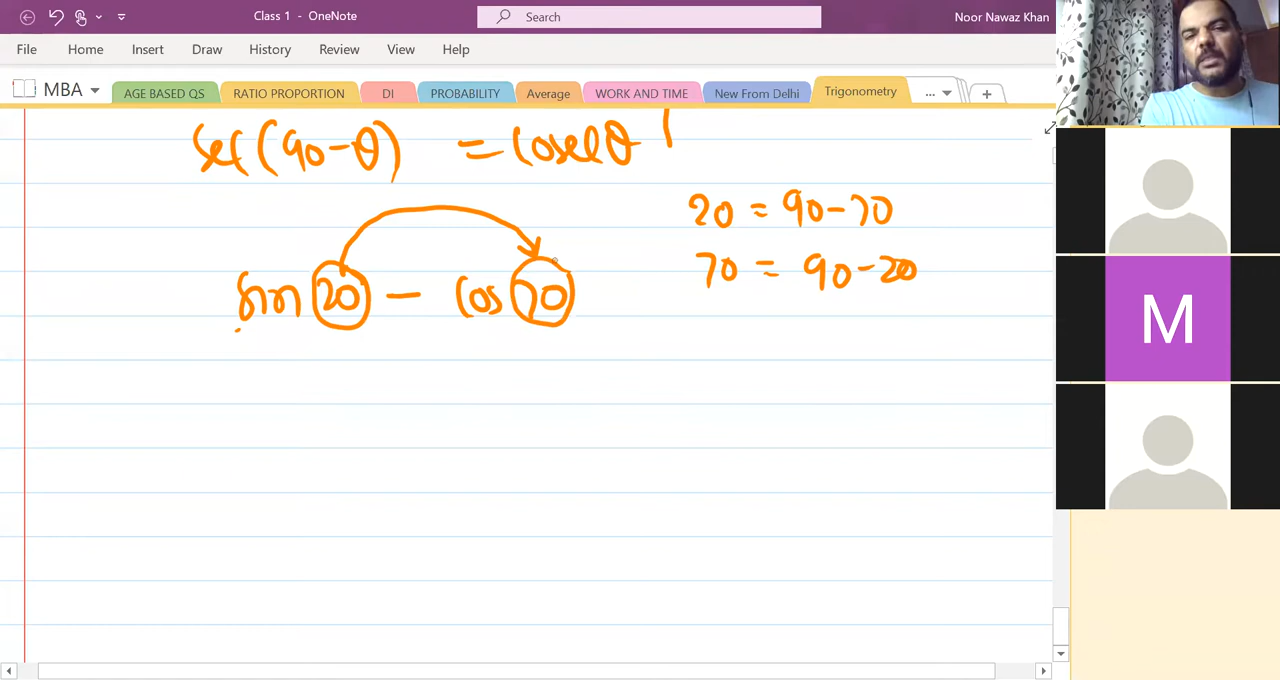 Class 1 - OneNote
Search
Noor Nawaz Khan
File Home Insert Draw History Review View Help
MBA
AGE BASED QS RATIO PROPORTION DI PROBABILITY Average WORK AND TIME New From Delhi Trigonometry ... +
Sec(90-θ) = Cosecθ
20 = 90-70
70 = 90-20
Sin 20 - Cos 70
M